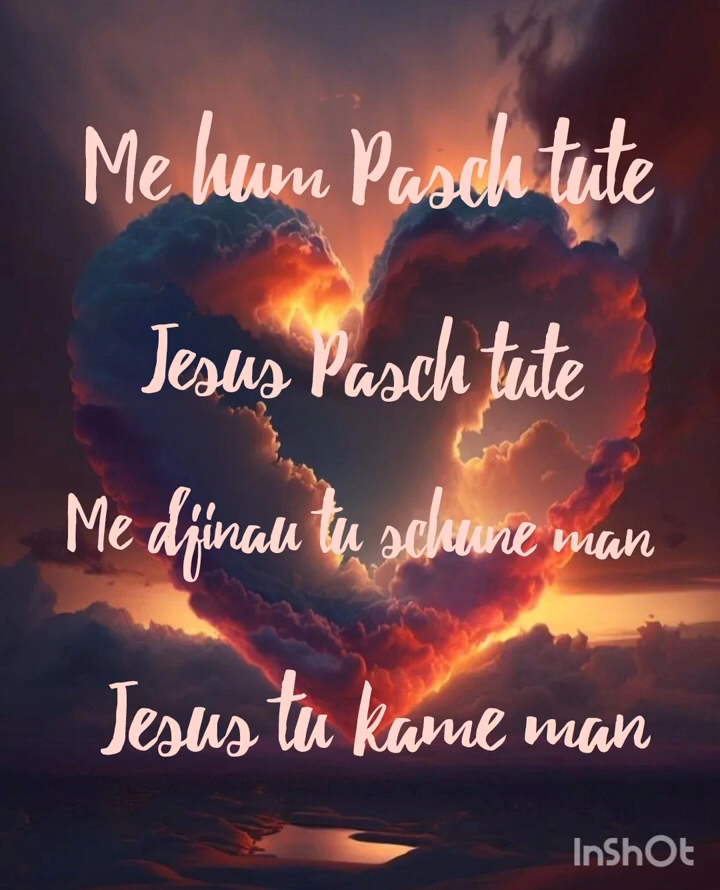 Me hum Pasch tute
Jesus Pasch tute
Me djinau tu schune man
Jesus tu kame man
InShOt